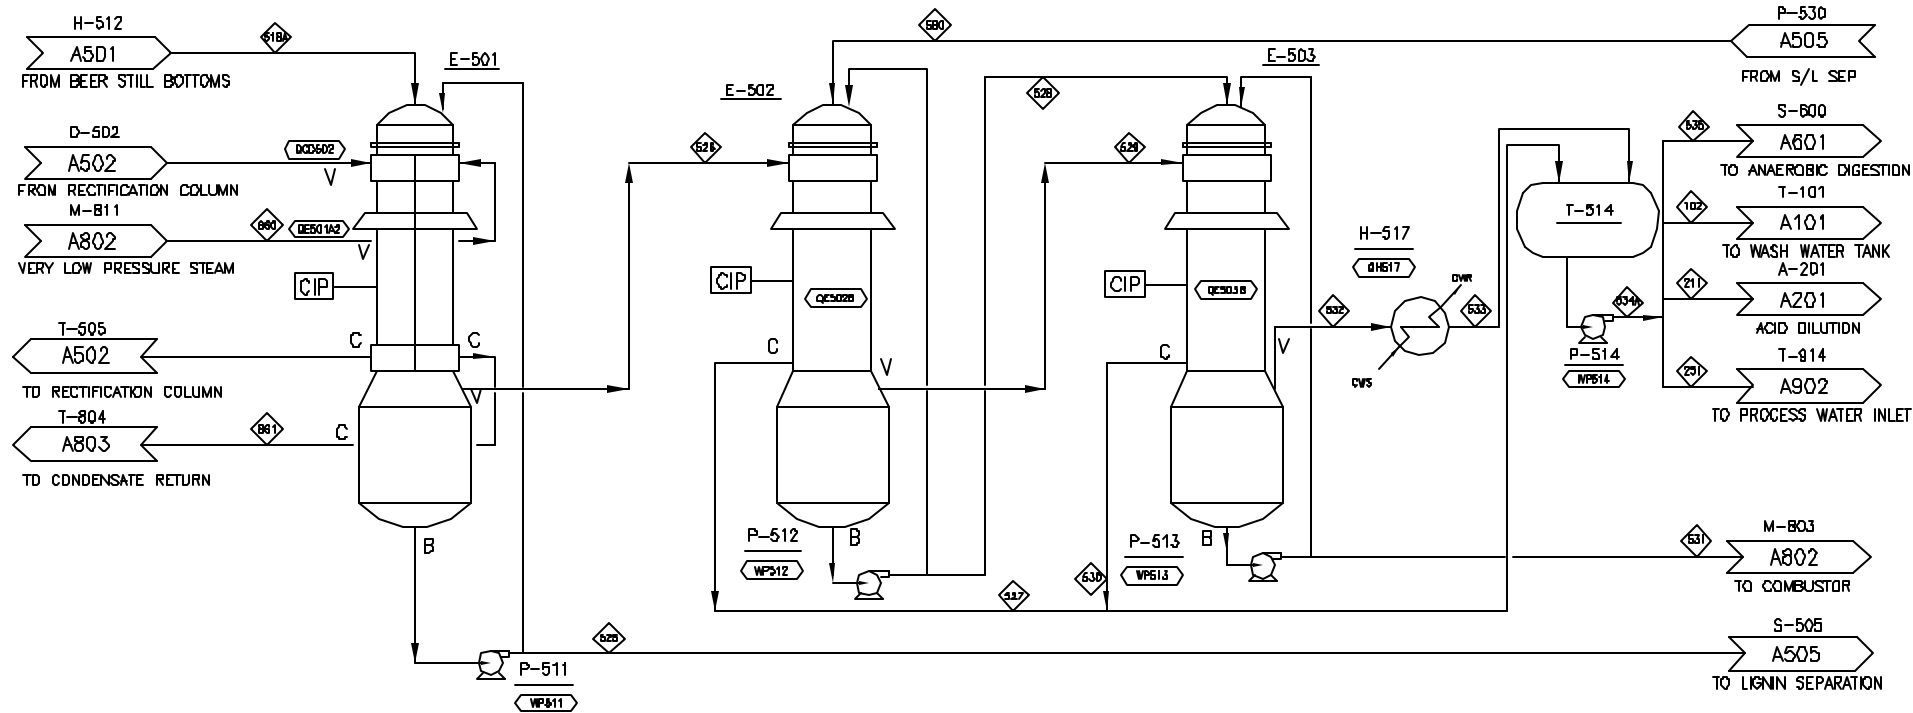 H-512
A501
FROM BEER STILL BOTTOMS
518A
E-501
D-502
A502
FROM RECTIFICATION COLUMN
QCD502
V
M-811
A802
VERY LOW PRESSURE STEAM
860
QE501A2
V
CIP
T-505
A502
TO RECTIFICATION COLUMN
C
C
V
T-804
A803
TO CONDENSATE RETURN
861
C
B
P-511
WP511
525
E-502
580
526
CIP
QE502B
C
V
P-512
WP512
B
527
528
E-503
529
CIP
QE503B
C
V
P-513
WP513
B
530
532
H-517
QH517
CWR
CWS
533
T-514
534A
P-514
WP514
P-530
A505
FROM S/L SEP
535
S-600
A601
TO ANAEROBIC DIGESTION
102
T-101
A101
TO WASH WATER TANK
211
A-201
A201
ACID DILUTION
T-914
A902
TO PROCESS WATER INLET
531
M-803
A802
TO COMBUSTOR
S-505
A505
TO LIGNIN SEPARATION